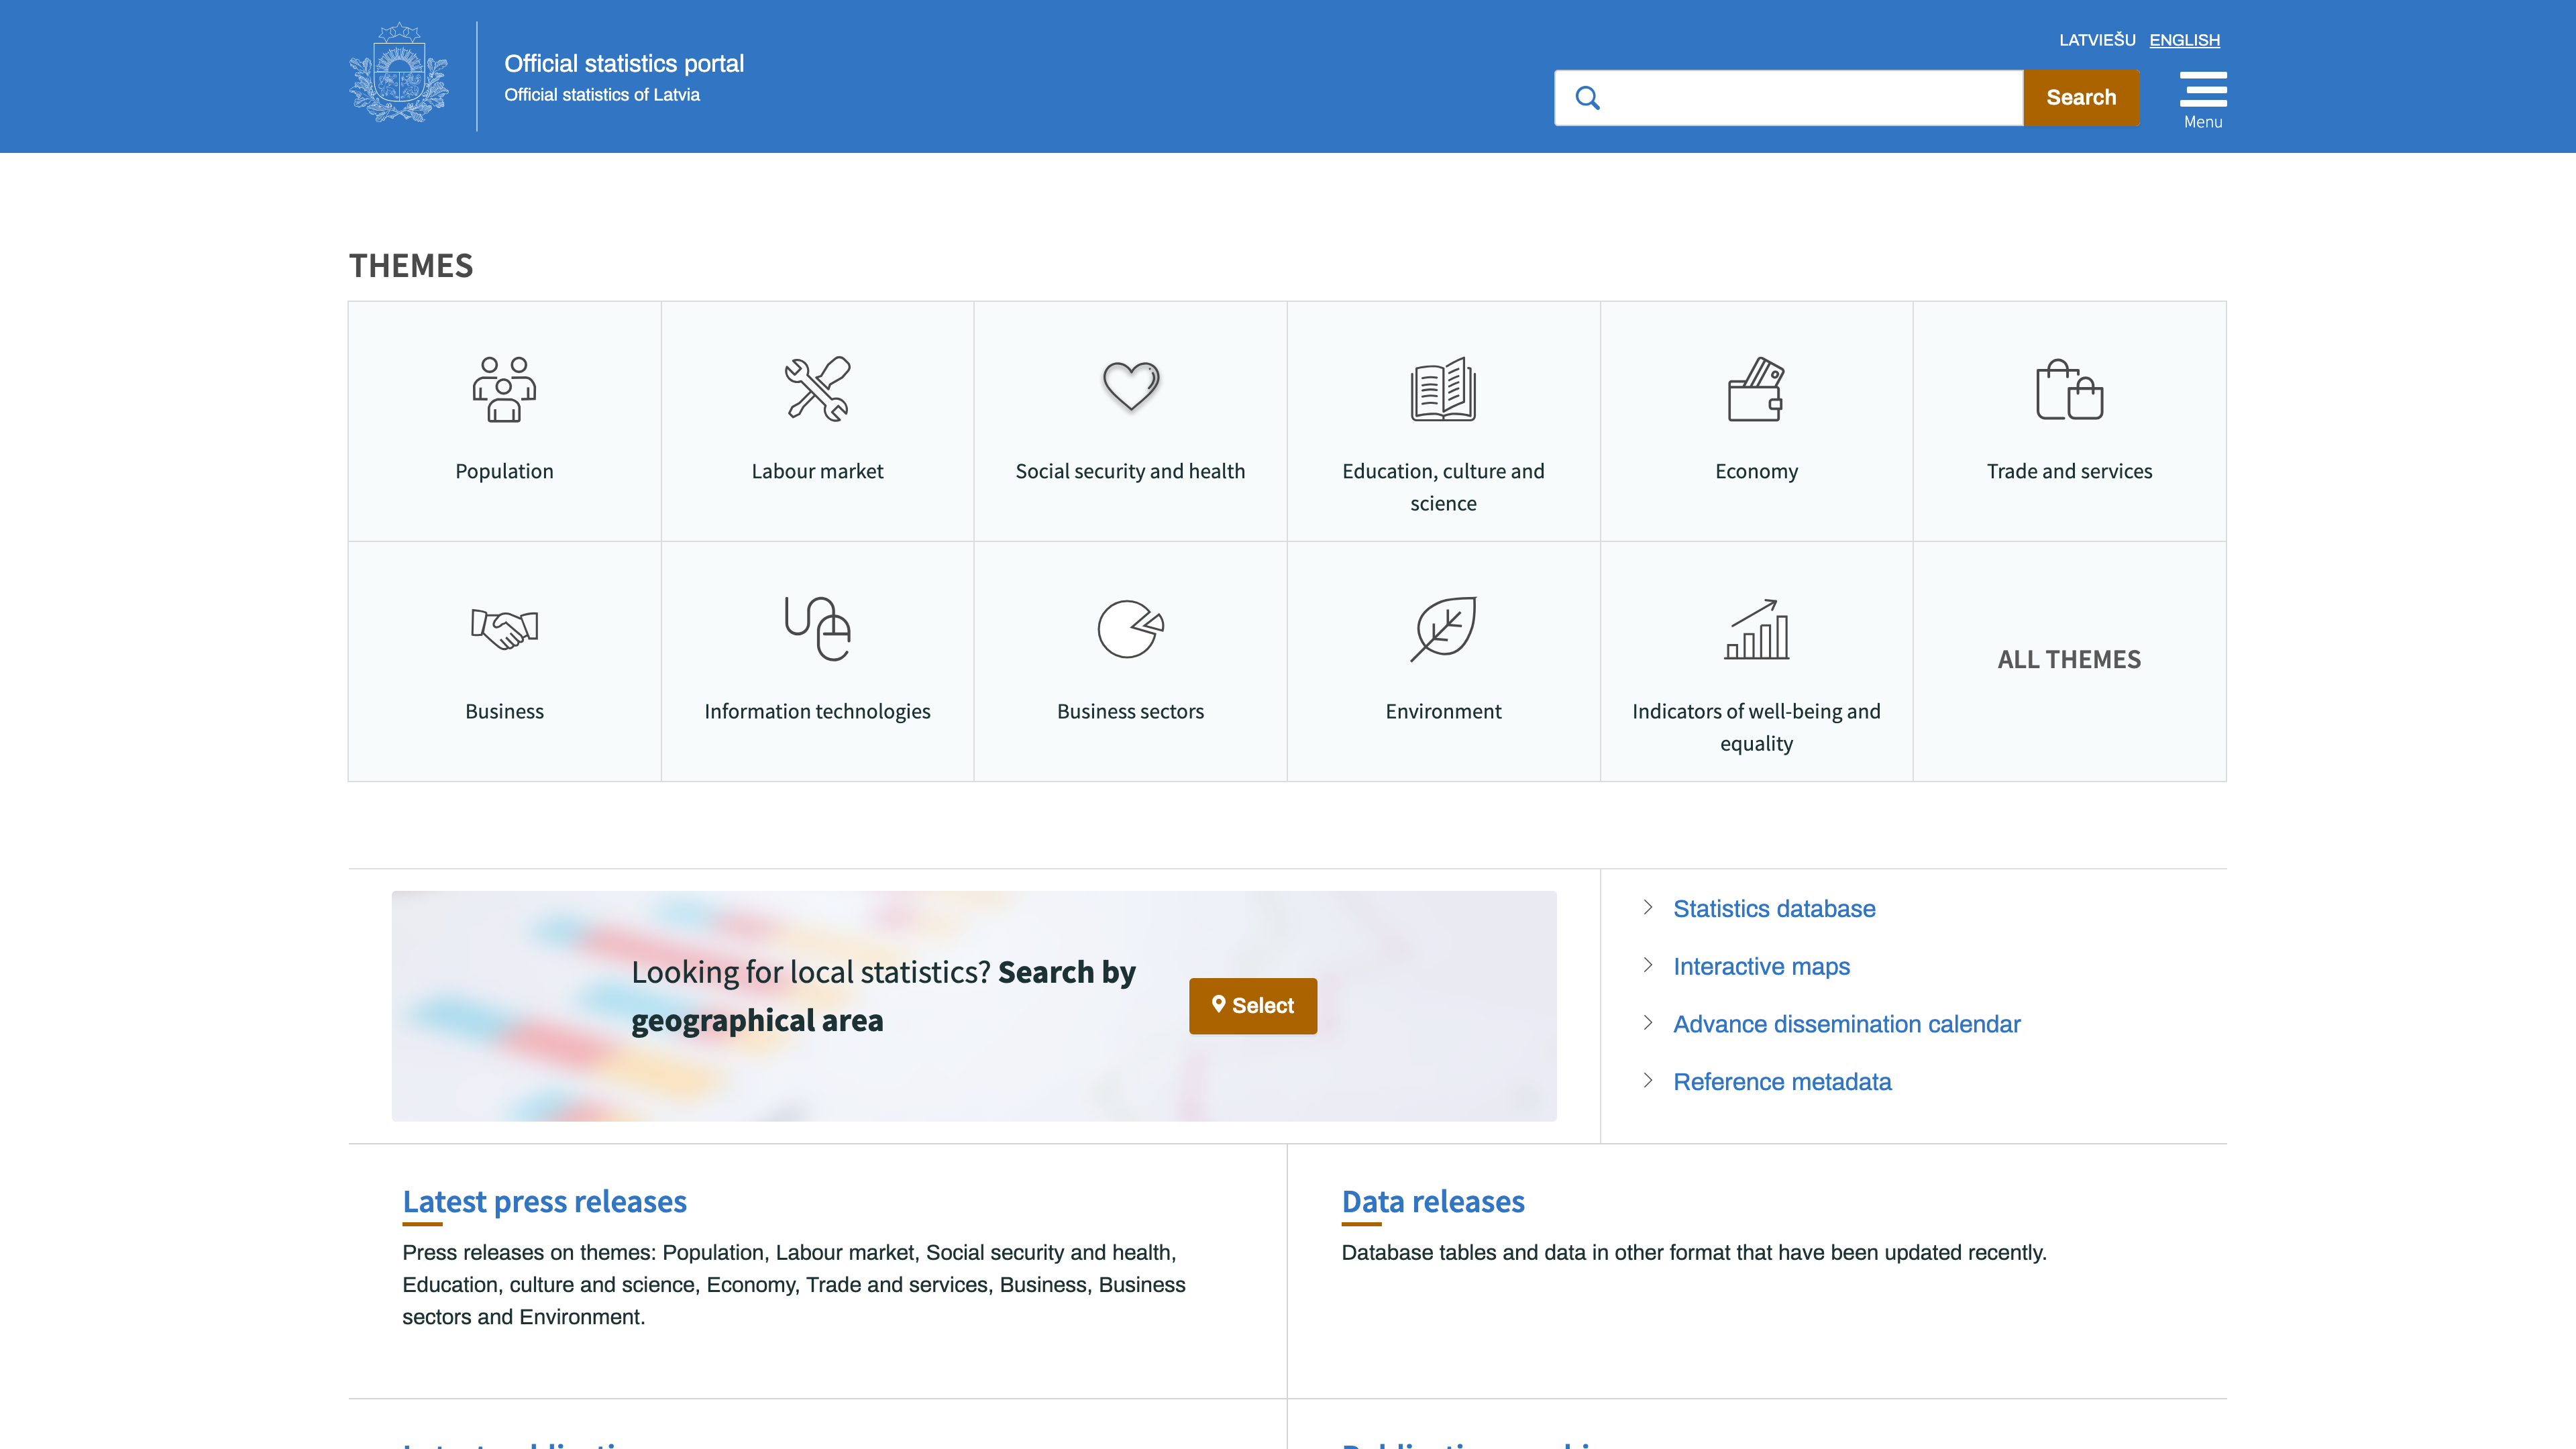 Official statistics portal
Official statistics of Latvia
LATVIEŠU ENGLISH
Search
Menu
THEMES
Population
Labour market
Social security and health
Education, culture and
science
Economy
Trade and services
Business
Information technologies
Business sectors
Environment
Indicators of well-being and
equality
ALL THEMES
Looking for local statistics? Search by
geographical area
Select
Statistics database
Interactive maps
Advance dissemination calendar
Reference metadata
Latest press releases
Press releases on themes: Population, Labour market, Social security and health,
Education, culture and science, Economy, Trade and services, Business, Business
sectors and Environment.
Data releases
Database tables and data in other format that have been updated recently.